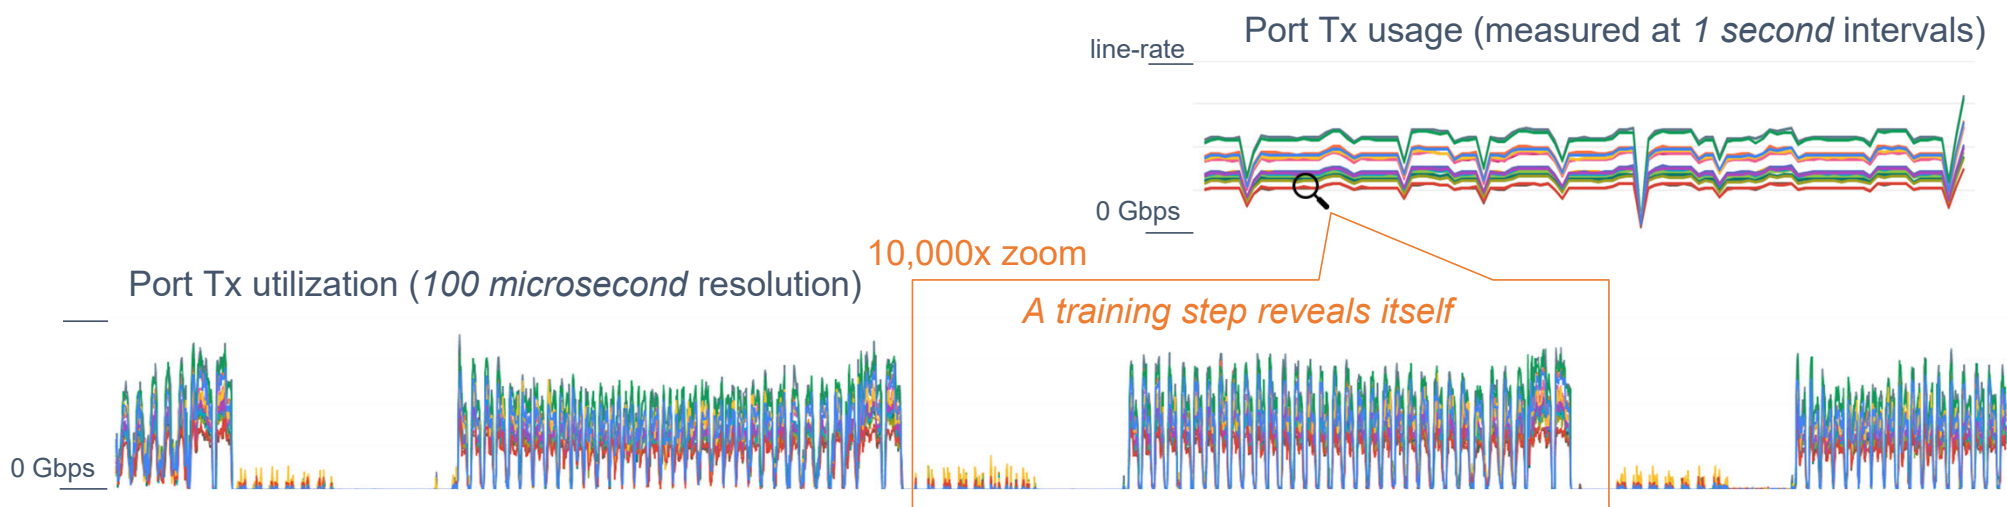 Port Tx usage (measured at 1 second intervals)
line-rate
0 Gbps
10,000x zoom
Port Tx utilization (100 microsecond resolution)
A training step reveals itself
0 Gbps